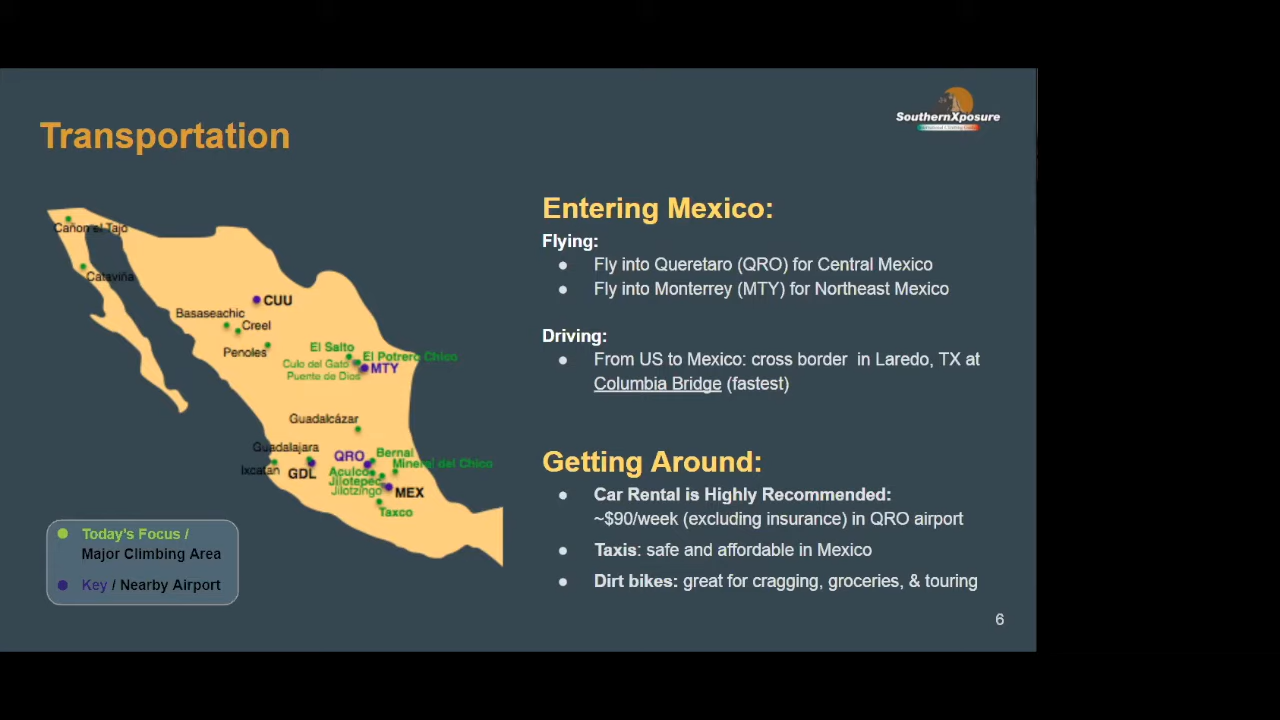 SouthernXposure
Transportation
Entering Mexico:
Flying:
● Fly into Queretaro (QRO) for Central Mexico
● Fly into Monterrey (MTY) for Northeast Mexico
Driving:
● From US to Mexico: cross border in Laredo, TX at
Columbia Bridge (fastest)
Getting Around:
● Car Rental is Highly Recommended:
~$90/week (excluding insurance) in QRO airport
● Taxis: safe and affordable in Mexico
● Dirt bikes: great for cragging, groceries, & touring
Cañon el Tajo
Cataviña
CUU
Basaseachic
Creel
Penoles
El Salto
El Potrero Chico
Culo del Gato
MTY
Puente de Dios
Guadalcázar
Guadalajara
QRO
Bernal
Mineral del Chico
Ixcatan
GDL
Aculco
Jilotepec
Jilotzingo
MEX
Taxco
Today's Focus /
Major Climbing Area
Key / Nearby Airport
6